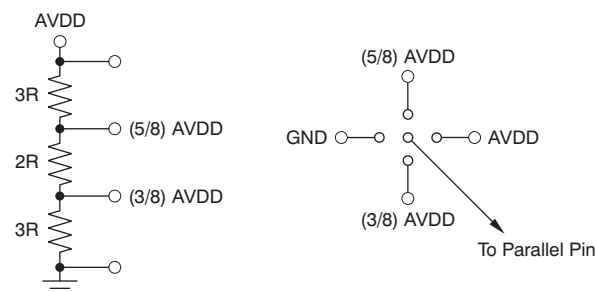 AVDD
3R
(5/8) AVDD
2R
(3/8) AVDD
3R
(5/8) AVDD
GND
AVDD
(3/8) AVDD
To Parallel Pin